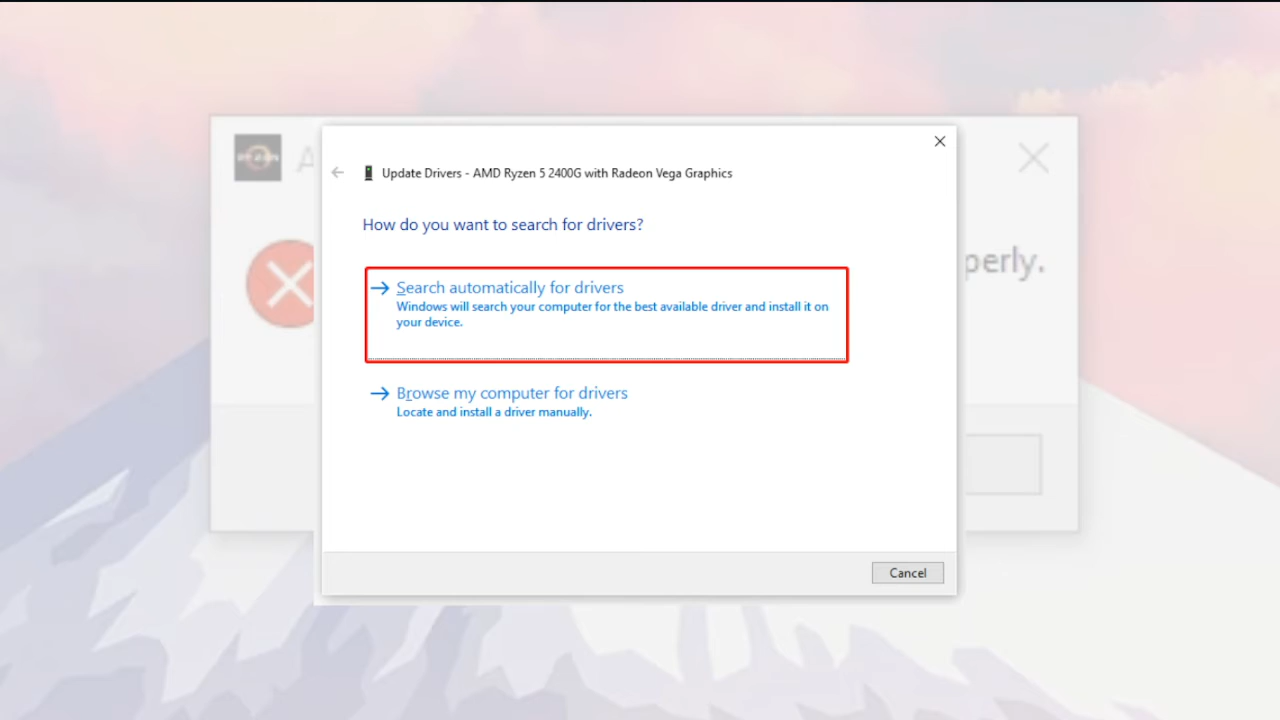 Update Drivers - AMD Ryzen 5 2400G with Radeon Vega Graphics
How do you want to search for drivers?
Search automatically for drivers
Windows will search your computer for the best available driver and install it on
your device.
Browse my computer for drivers
Locate and install a driver manually.
Cancel
RYZEN
A
perly.